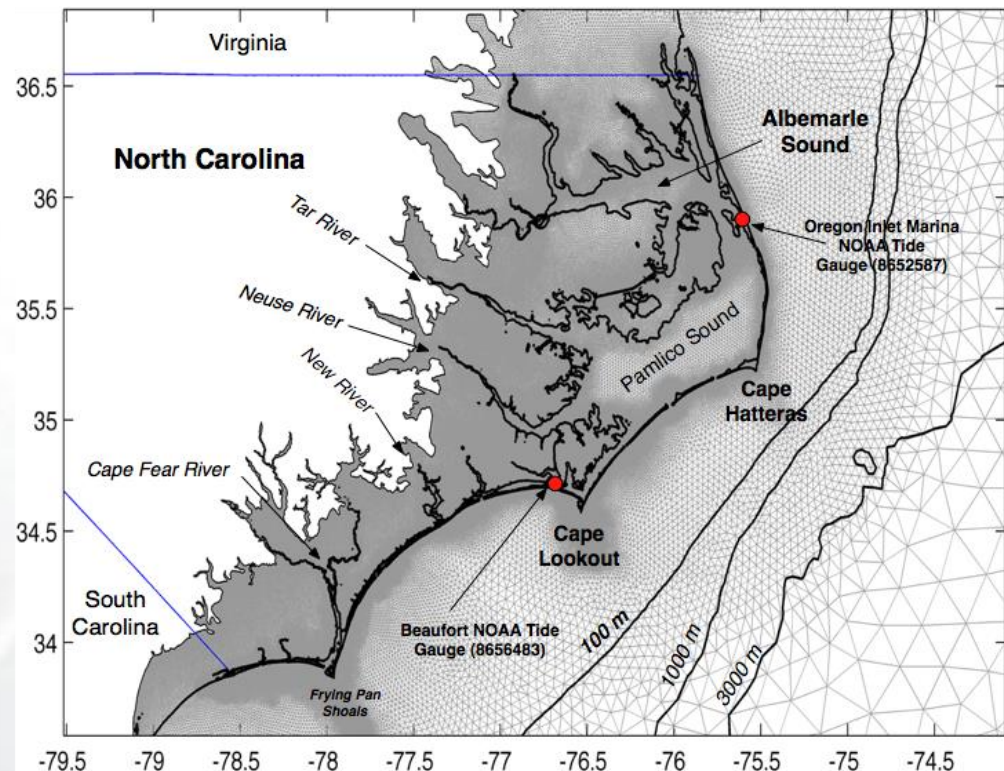 Virginia
36.5
Albemarle
Sound
North Carolina
36
Tar River
Oregon Inlet Marina
NOAA Tide
Gauge (8652587)
35.5
Neuse River
Pamlico Sound
New River
35
Cape
Hatteras
Cape Fear River
34.5
Cape
Lookout
South
Carolina
34
Beaufort NOAA Tide
Gauge (8656483)
100 m
1000 m
3000 m
Frying Pan
Shoals
-79.5 -79 -78.5 -78 -77.5 -77 -76.5 -76 -75.5 -75 -74.5